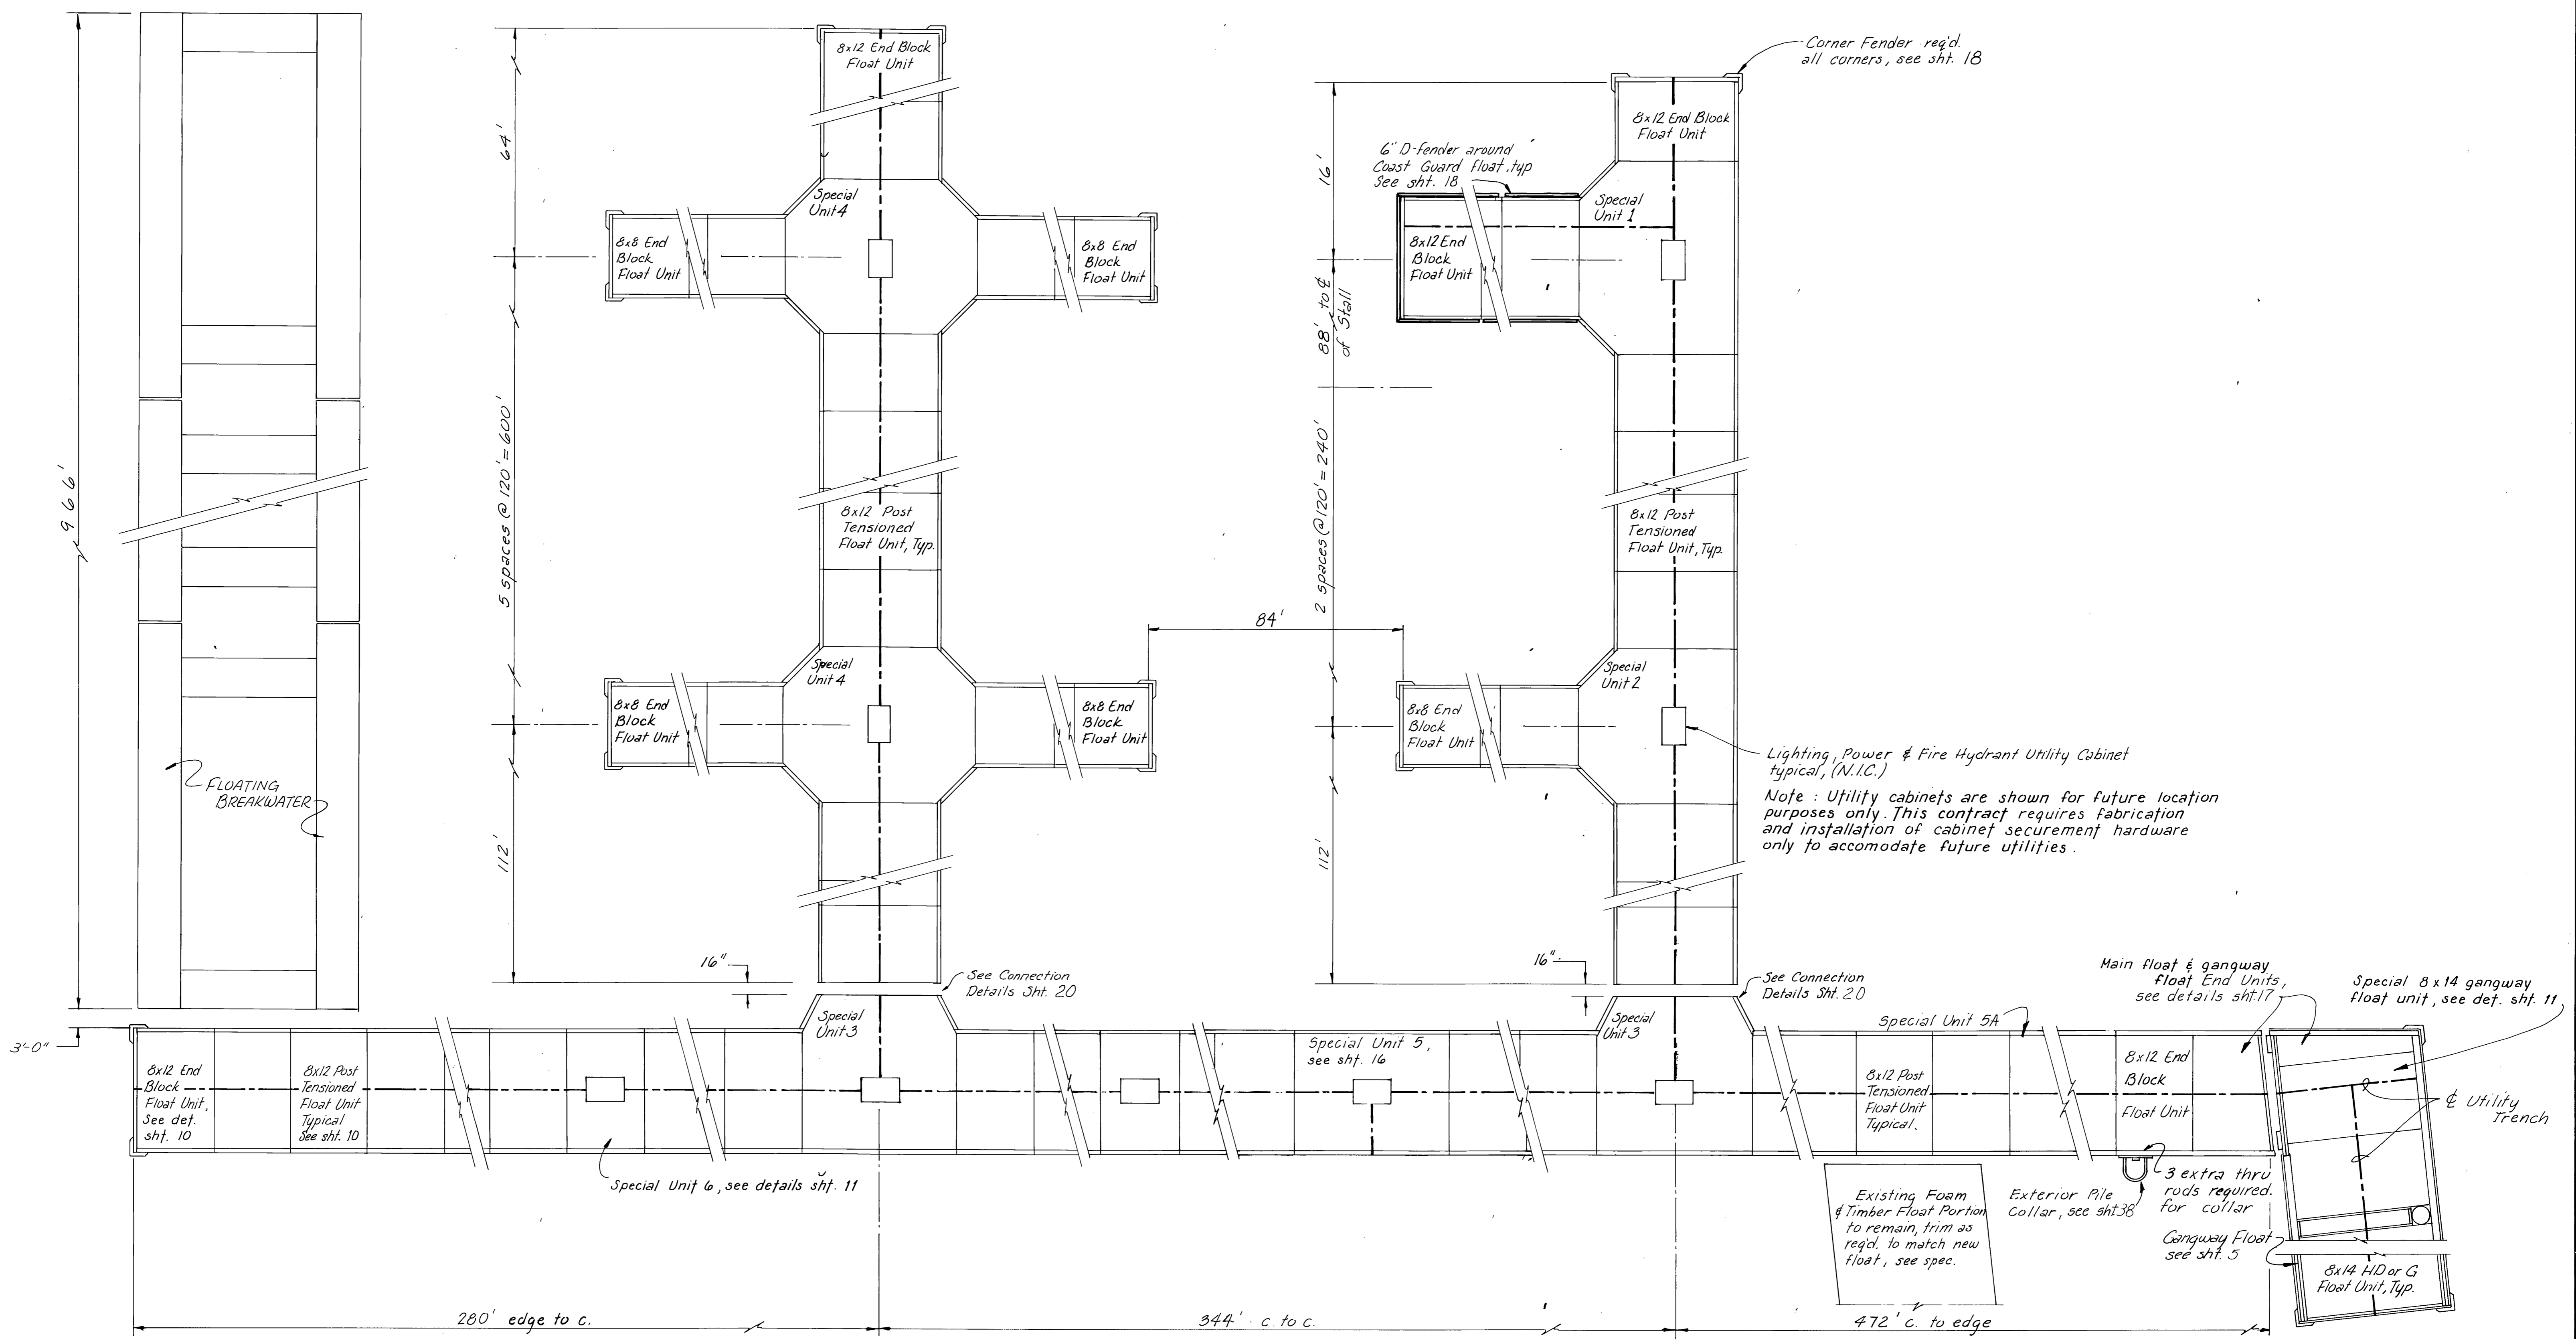 966'
FLOATING
BREAKWATER
3'-0"
64'
5 spaces @ 120' = 600'
112'
8x12 End Block
Float Unit
Special
Unit 4
8x8 End
Block
Float Unit
8x8 End
Block
Float Unit
8x12 Post
Tensioned
Float Unit, Typ.
Special
Unit 4
8x8 End
Block
Float Unit
8x8 End
Block
Float Unit
84'
16"
See Connection
Details Sht. 20
Corner Fender req'd.
all corners, see sht. 18
16'
88' to ℄
of Stall
2 spaces @ 120' = 240'
112'
8x12 End Block
Float Unit
6" D-fender around
Coast Guard float, typ
See sht. 18
Special
Unit 1
8x12 End
Block
Float Unit
8x12 Post
Tensioned
Float Unit, Typ.
Special
Unit 2
8x8 End
Block
Float Unit
Lighting, Power & Fire Hydrant Utility Cabinet
typical, (N.I.C.)
Note : Utility cabinets are shown for future location
purposes only. This contract requires fabrication
and installation of cabinet securement hardware
only to accomodate future utilities.
16"
See Connection
Details Sht. 20
Main float & gangway
float End Units,
see details sht. 17
Special 8x14 gangway
float unit, see det. sht. 11
8x12 End
Block
Float Unit,
See det.
sht. 10
8x12 Post
Tensioned
Float Unit
Typical
See sht. 10
Special
Unit 3
Special Unit 5,
see sht. 16
Special
Unit 3
Special Unit 5A
8x12 Post
Tensioned
Float Unit
Typical.
8x12 End
Block
Float Unit
℄ Utility
Trench
Special Unit 6, see details sht. 11
Existing Foam
& Timber Float Portion
to remain, trim as
req'd. to match new
float, see spec.
Exterior Pile
Collar, see sht 38
3 extra thru
rods required.
for collar
Gangway Float
see sht. 5
8x14 HD or G
Float Unit, Typ.
280' edge to c.
344' c. to c.
472' c. to edge